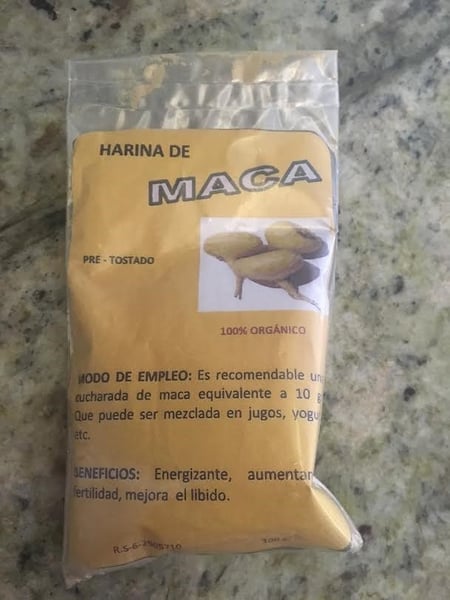 HARINA DE
MACA
PRE - TOSTADO
100% ORGÁNICO
MODO DE EMPLEO: Es recomendable
cucharada de maca equivalente a 10
Que puede ser mezclada en jugos,
etc.
BENEFICIOS: Energizante, aumentar
fertilidad, mejora el libido.